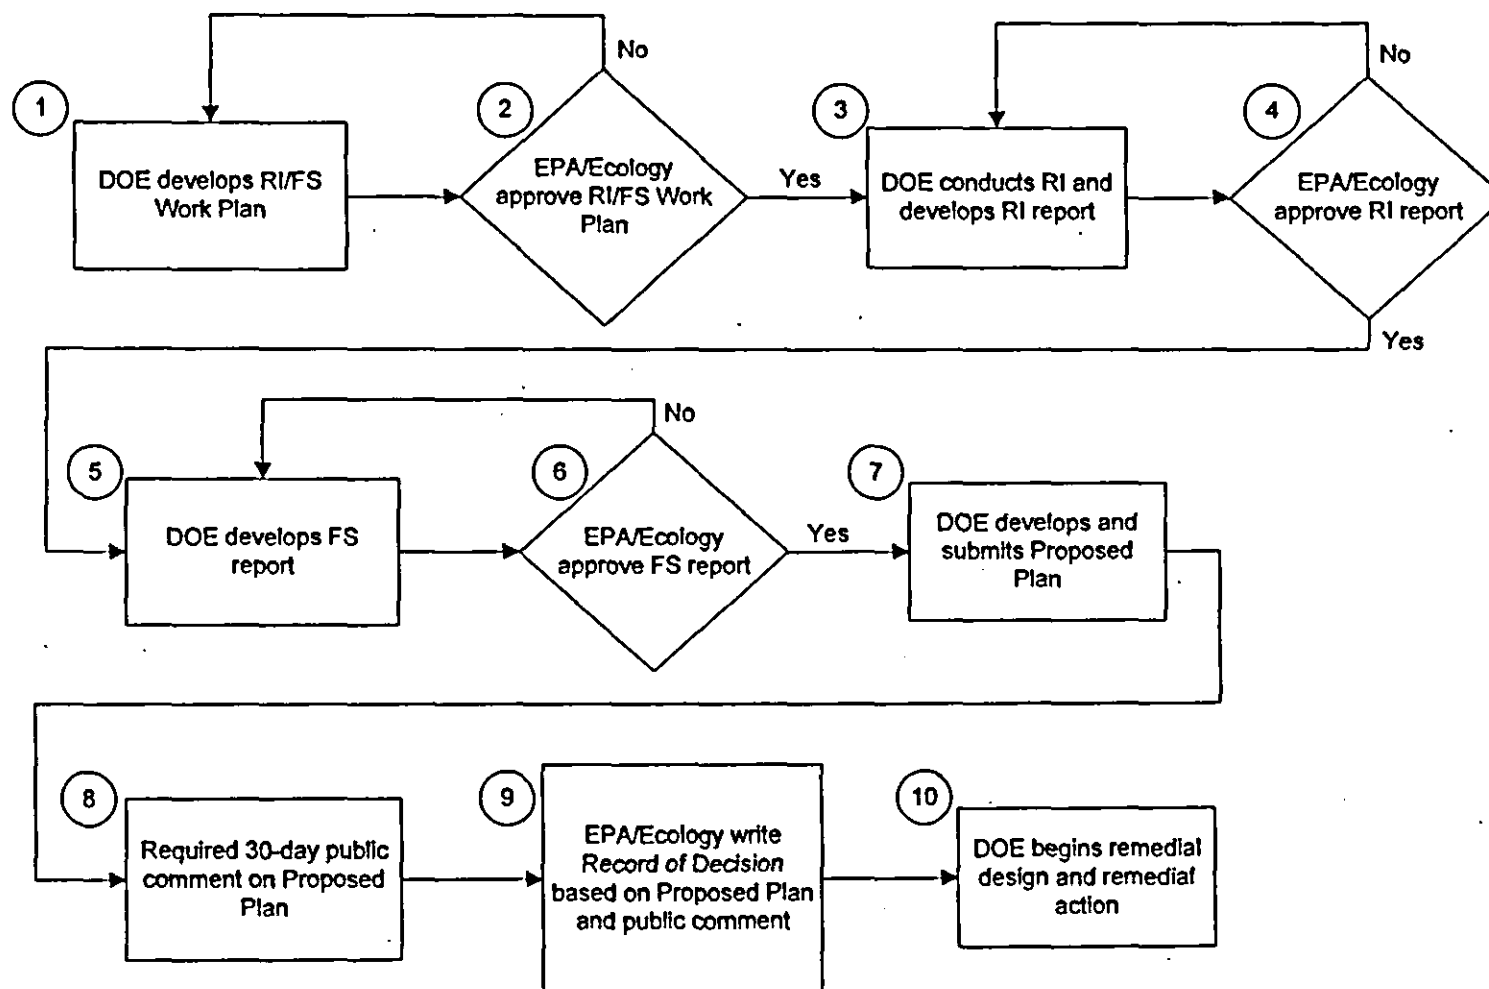 No
No
1
2
3
4
DOE develops RI/FS
Work Plan
EPA/Ecology
approve RI/FS Work
Plan
Yes
DOE conducts RI and
develops RI report
EPA/Ecology
approve RI report
Yes
No
5
6
7
DOE develops FS
report
EPA/Ecology
approve FS report
Yes
DOE develops and
submits Proposed
Plan
8
9
10
Required 30-day public
comment on Proposed
Plan
EPA/Ecology write
Record of Decision
based on Proposed Plan
and public comment
DOE begins remedial
design and remedial
action